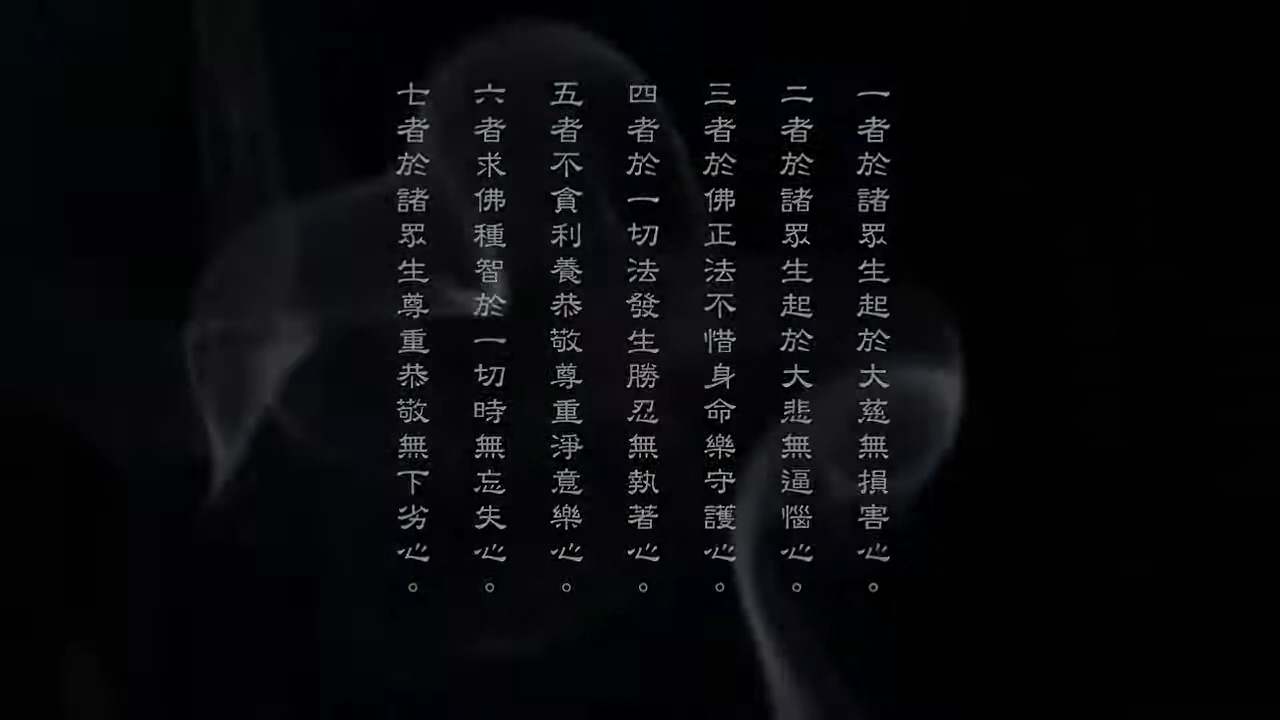 一者於諸眾生起於大慈無損害心。
二者於諸眾生起於大悲無逼惱心。
三者於佛正法不惜身命樂守護心。
四者於一切法發生勝忍無執著心。
五者不貪利養恭敬尊重淨意樂心。
六者求佛種智於一切時無忘失心。
七者於諸眾生尊重恭敬無下劣心。